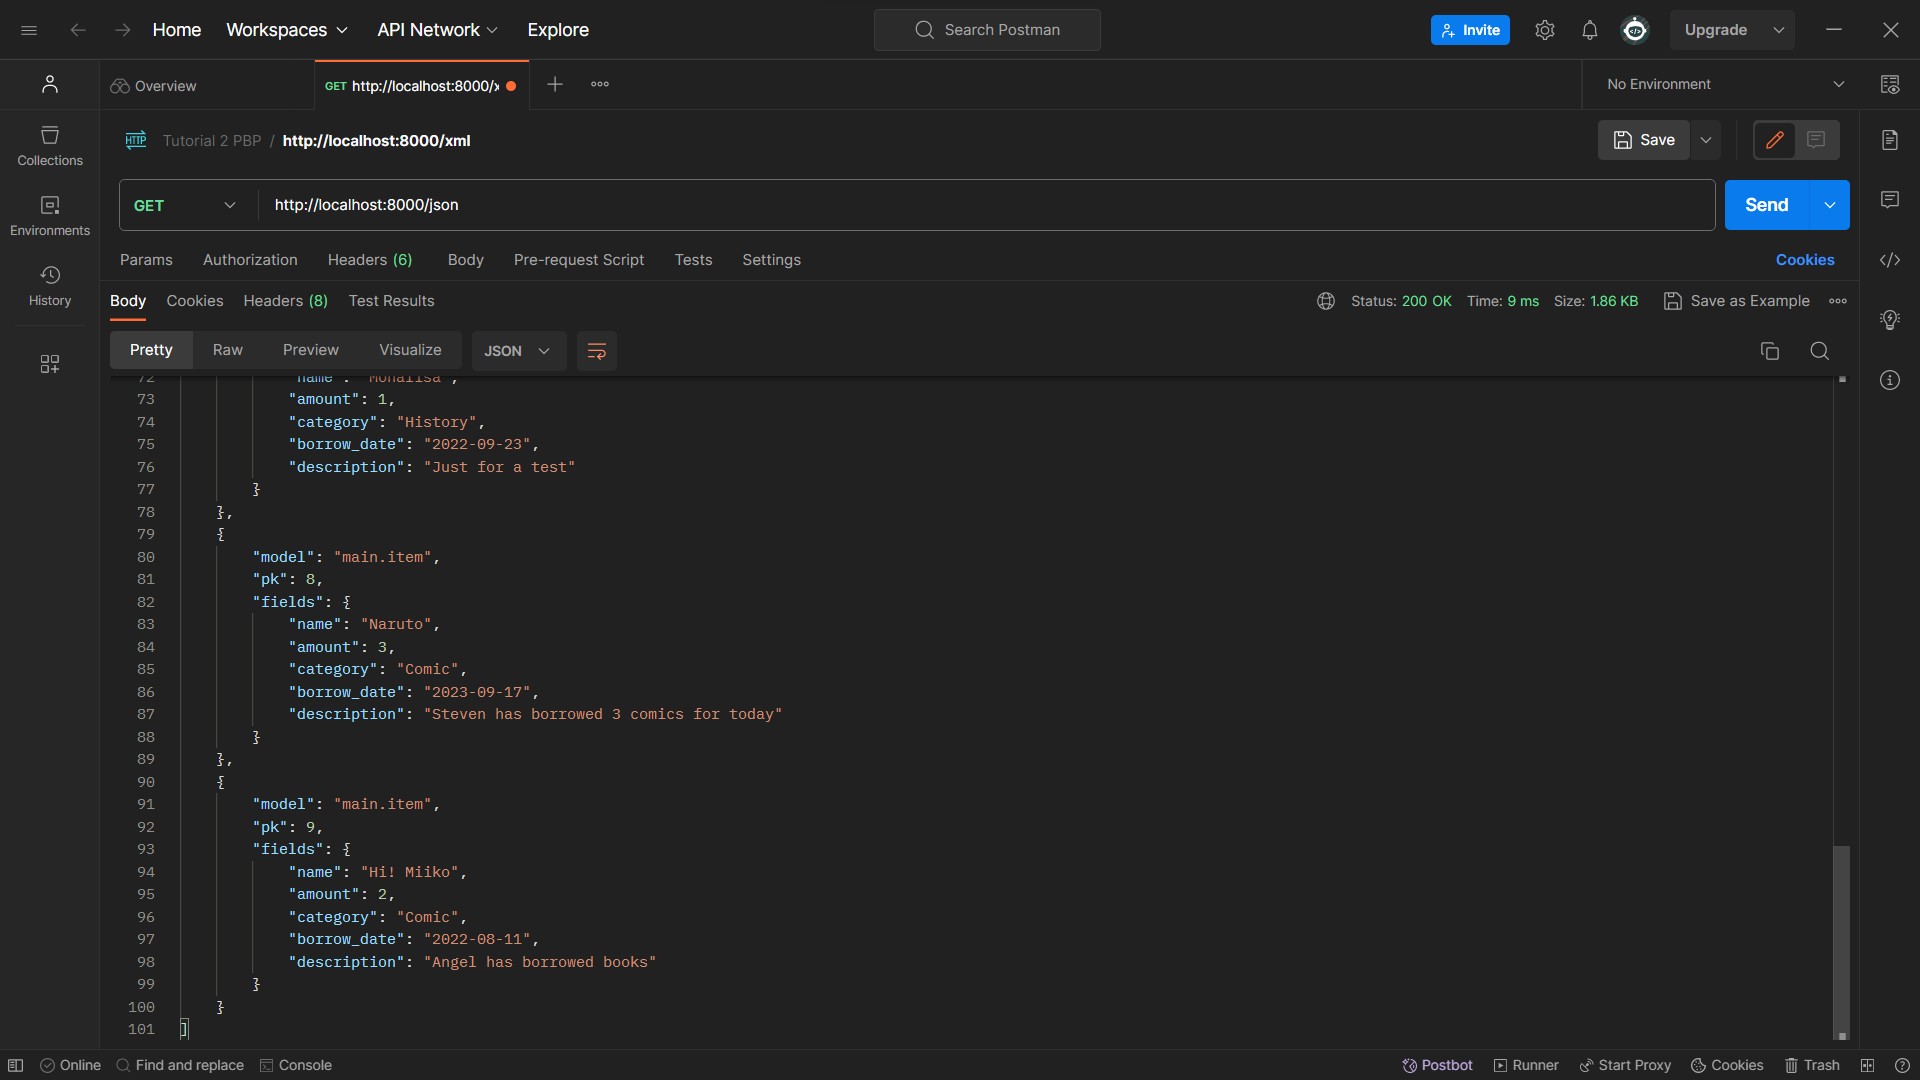 Home Workspaces API Network Explore Search Postman Invite Upgrade
Overview GET http://localhost:8000/x No Environment
Tutorial 2 PBP / http://localhost:8000/xml Save
Collections
Environments
History
GET http://localhost:8000/json Send
Params Authorization Headers (6) Body Pre-request Script Tests Settings Cookies
Body Cookies Headers (8) Test Results Status: 200 OK Time: 9 ms Size: 1.86 KB Save as Example
Pretty Raw Preview Visualize JSON
72 "name": "Monalisa",
73 "amount": 1,
74 "category": "History",
75 "borrow_date": "2022-09-23",
76 "description": "Just for a test"
77 }
78 },
79 {
80 "model": "main.item",
81 "pk": 8,
82 "fields": {
83 "name": "Naruto",
84 "amount": 3,
85 "category": "Comic",
86 "borrow_date": "2023-09-17",
87 "description": "Steven has borrowed 3 comics for today"
88 }
89 },
90 {
91 "model": "main.item",
92 "pk": 9,
93 "fields": {
94 "name": "Hi! Miiko",
95 "amount": 2,
96 "category": "Comic",
97 "borrow_date": "2022-08-11",
98 "description": "Angel has borrowed books"
99 }
100 }
101 ]
Online Find and replace Console Postbot Runner Start Proxy Cookies Trash